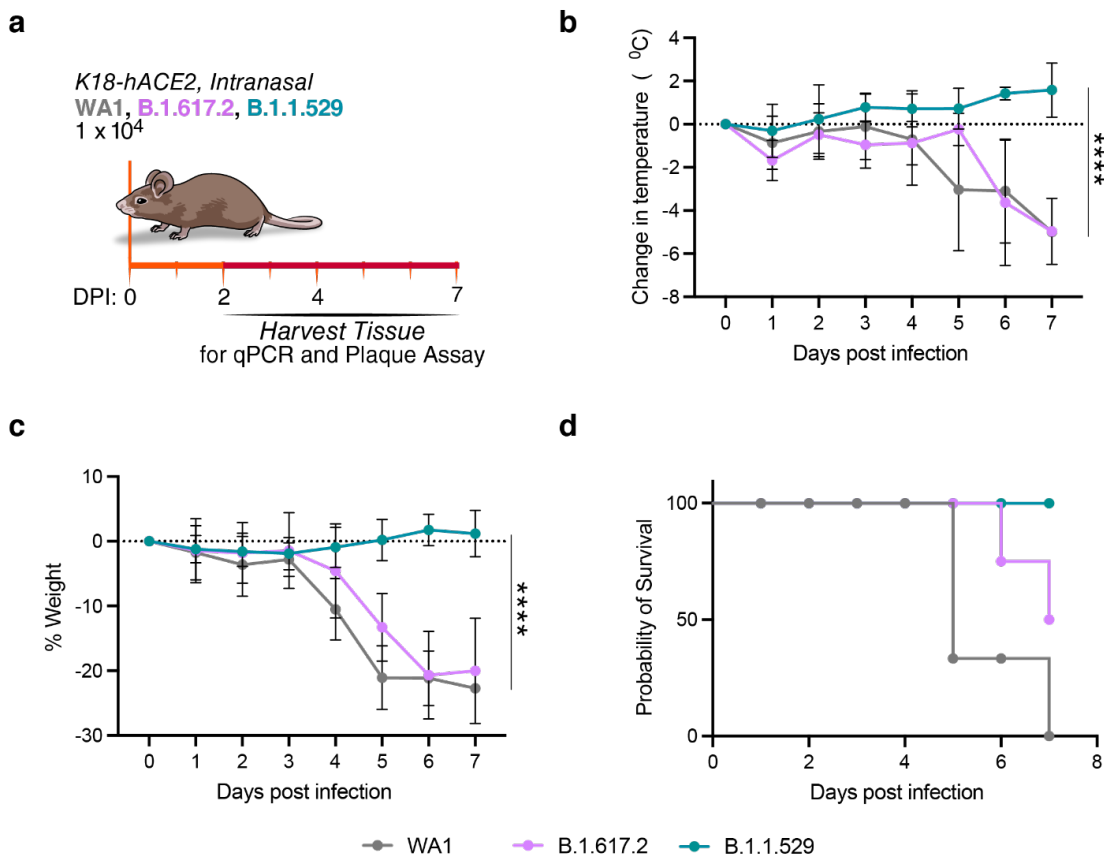 a
K18-hACE2, Intranasal
WA1, B.1.617.2, B.1.1.529
1 x 10⁴
DPI: 0 2 4 7
Harvest Tissue
for qPCR and Plaque Assay
b
Change in temperature ( ⁰C)
4
2
0
-2
-4
-6
-8
0 1 2 3 4 5 6 7
Days post infection
****
c
% Weight
10
0
-10
-20
-30
0 1 2 3 4 5 6 7
Days post infection
****
d
Probability of Survival
100
50
0
0 2 4 6 8
Days post infection
WA1 B.1.617.2 B.1.1.529